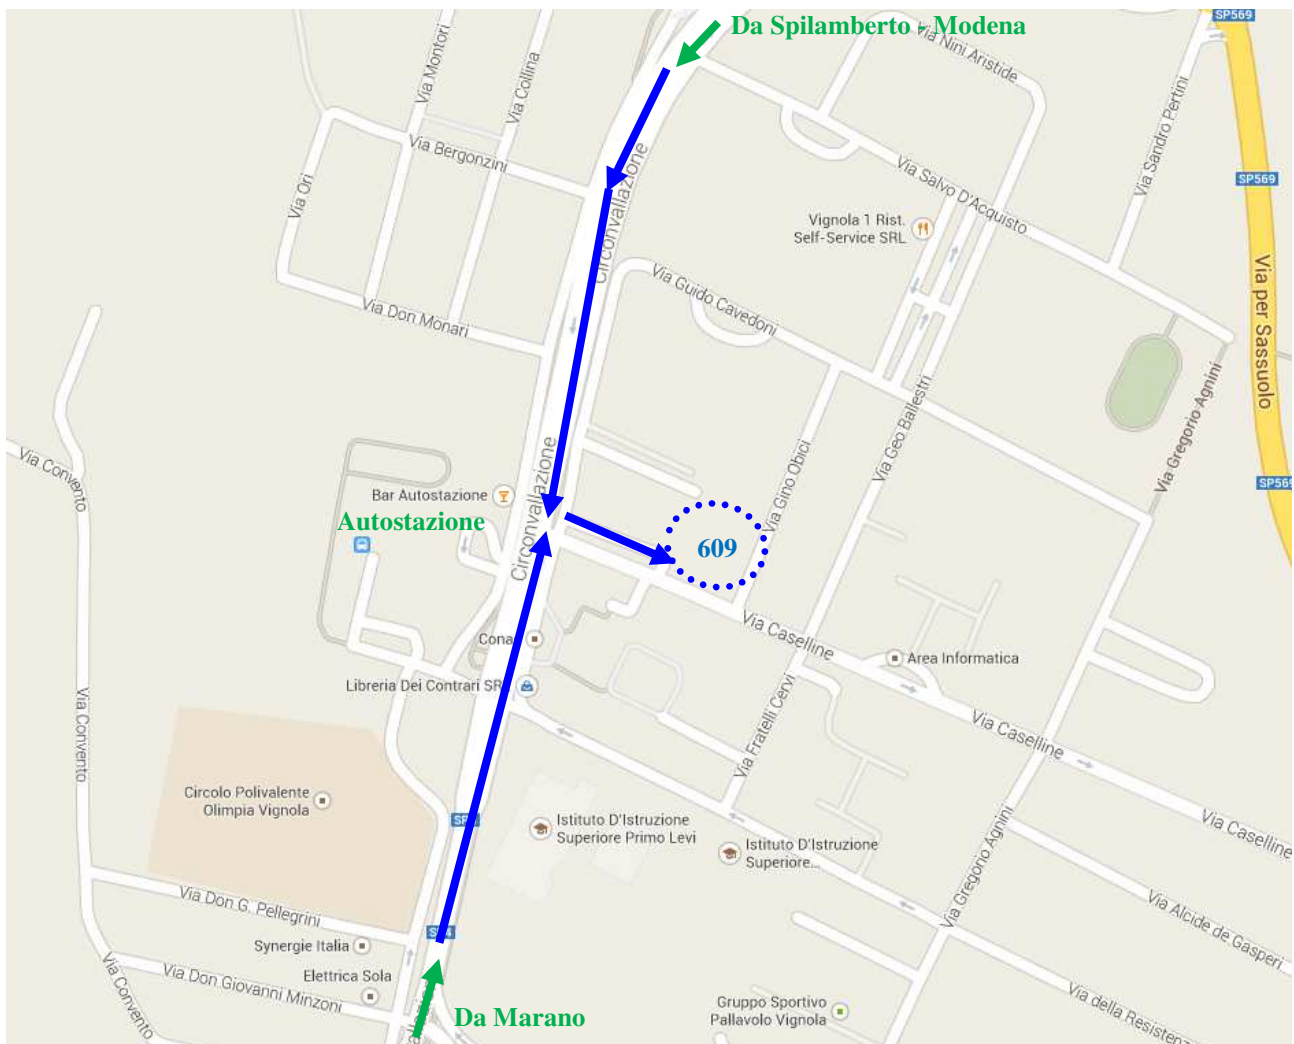 SP569
Da Spilamberto - Modena
Via Nini Aristide
Via Montori
Via Collina
Via Sandro Pertini
Via Bergonzini
Circonvallazione
Via Salvo D'Acquisto
SP569
Via Ori
Vignola 1 Rist.
Self-Service SRL
Via Guido Cavedoni
Via per Sassuolo
Via Don Monari
Via Geo Ballestri
Via Gregorio Agnini
Via Gino Obici
Via Convento
Circonvallazione
Bar Autostazione
SP569
Autostazione
609
Via Caselline
Cona
Area Informatica
Libreria Dei Contrari SR
Via Fratelli Cervi
Via Convento
Via Caselline
Circolo Polivalente
Olimpia Vignola
Istituto D'Istruzione
Superiore Primo Levi
Istituto D'Istruzione
Superiore...
Via Caselline
Via Gregorio Agnini
Via Don G. Pellegrini
Via Alcide de Gasperi
Synergie Italia
Via Convento
Via Don Giovanni Minzoni
Elettrica Sola
Gruppo Sportivo
Pallavolo Vignola
Via della Resistenz
Da Marano